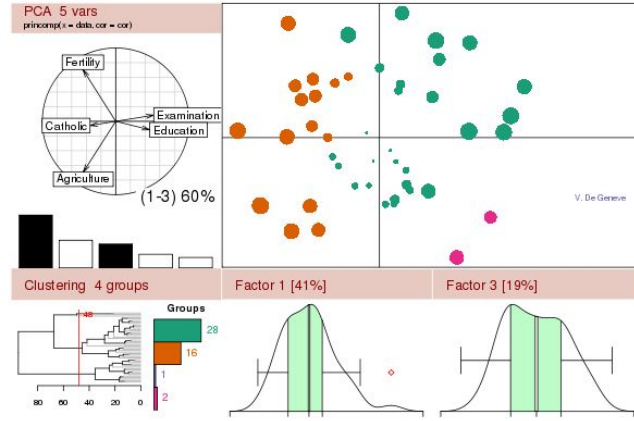 PCA 5 vars
princomp(x = data, cor = cor)
Fertility
Examination
Catholic
Education
Agriculture
(1-3) 60%
V. De Geneve
Clustering 4 groups
Factor 1 [41%]
Factor 3 [19%]
48
Groups
28
16
1
2
80 60 40 20 0